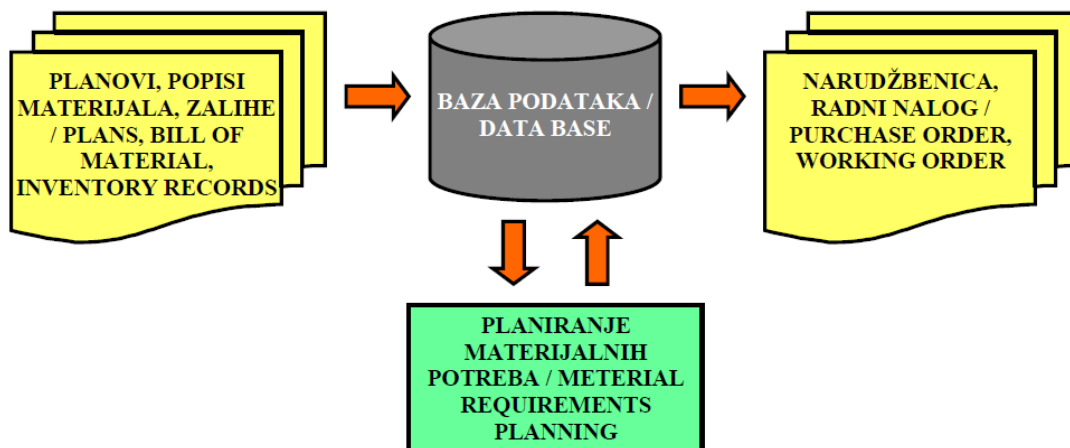 PLANOVI, POPISI
MATERIJALA, ZALIHE
/ PLANS, BILL OF
MATERIAL,
INVENTORY RECORDS
BAZA PODATAKA /
DATA BASE
NARUDŽBENICA,
RADNI NALOG /
PURCHASE ORDER,
WORKING ORDER
PLANIRANJE
MATERIJALNIH
POTREBA / METERIAL
REQUIREMENTS
PLANNING